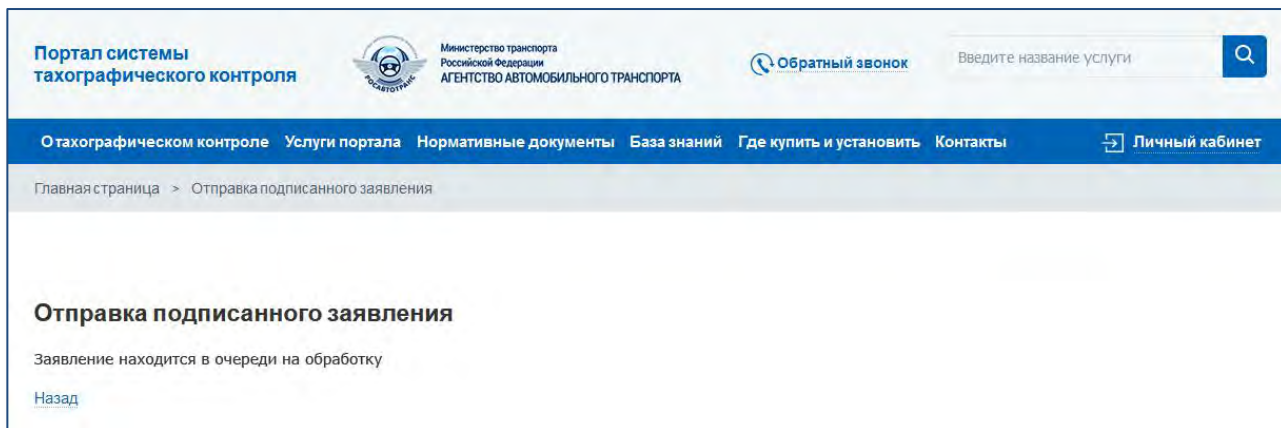 Портал системы
тахографического контроля
РОСАВТОТРАНС
Министерство транспорта
Российской Федерации
АГЕНТСТВО АВТОМОБИЛЬНОГО ТРАНСПОРТА
Обратный звонок
Введите название услуги
О тахографическом контроле Услуги портала Нормативные документы База знаний Где купить и установить Контакты Личный кабинет
Главная страница > Отправка подписанного заявления
Отправка подписанного заявления
Заявление находится в очереди на обработку
Назад